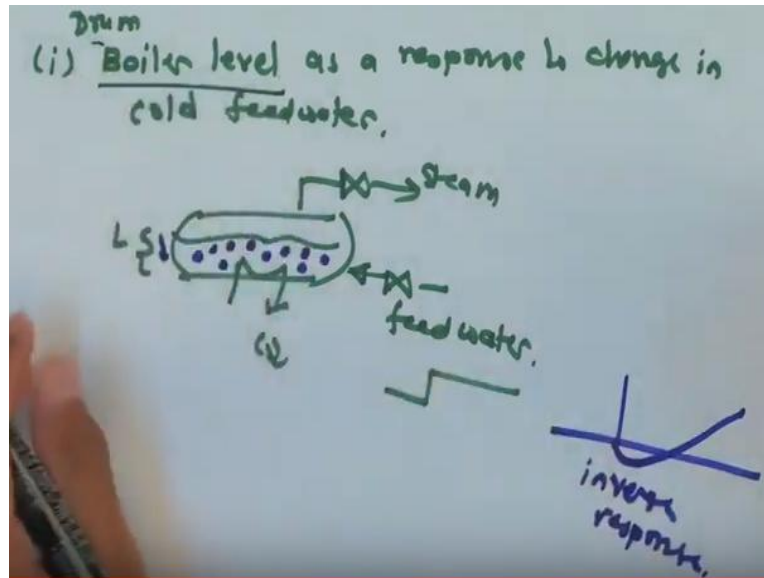 Drum
(i) Boiler level as a response to change in
cold feedwater.
Steam
L
feedwater.
Q
inverse
response.